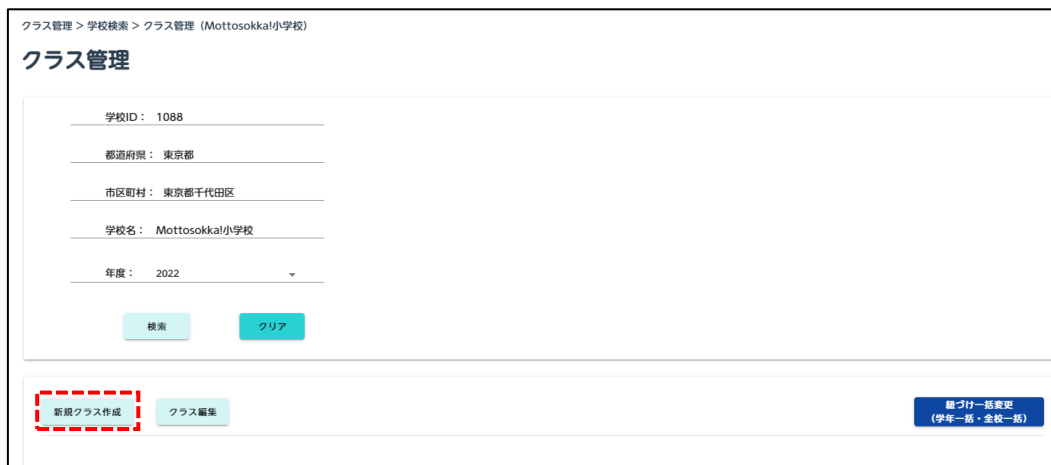 クラス管理 > 学校検索 > クラス管理（Mottosokka!小学校）
クラス管理
学校ID： 1088
都道府県： 東京都
市区町村： 東京都千代田区
学校名： Mottosokka!小学校
年度： 2022
検索 クリア
新規クラス作成 クラス編集 紐づけ一括変更
（学年一括・全校一括）